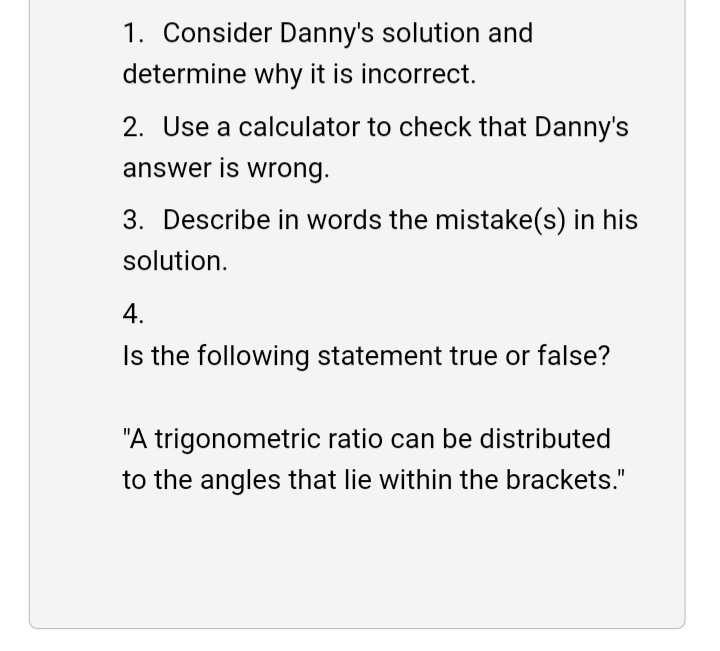 1. Consider Danny's solution and
determine why it is incorrect.
2. Use a calculator to check that Danny's
answer is wrong.
3. Describe in words the mistake(s) in his
solution.
4.
Is the following statement true or false?
"A trigonometric ratio can be distributed
to the angles that lie within the brackets."